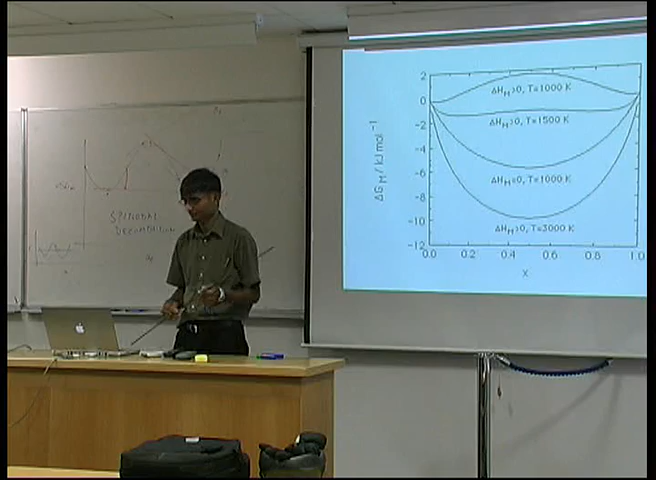 SPINODAL
DECOMPOSITION
2
0
-2
-4
-6
-8
-10
-12
ΔG_M / kJ mol⁻¹
ΔH_M>0, T=1000 K
ΔH_M>0, T=1500 K
ΔH_M=0, T=1000 K
ΔH_M>0, T=3000 K
0.0 0.2 0.4 0.6 0.8 1.0
x